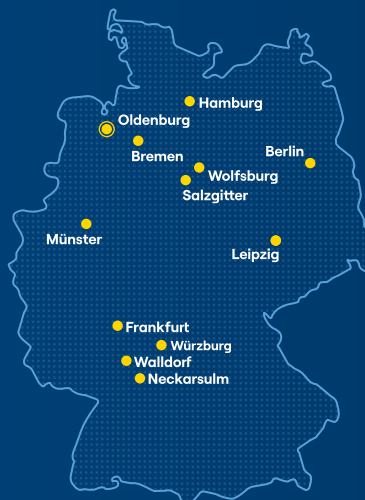 Hamburg
Oldenburg
Bremen
Berlin
Wolfsburg
Salzgitter
Münster
Leipzig
Frankfurt
Würzburg
Walldorf
Neckarsulm